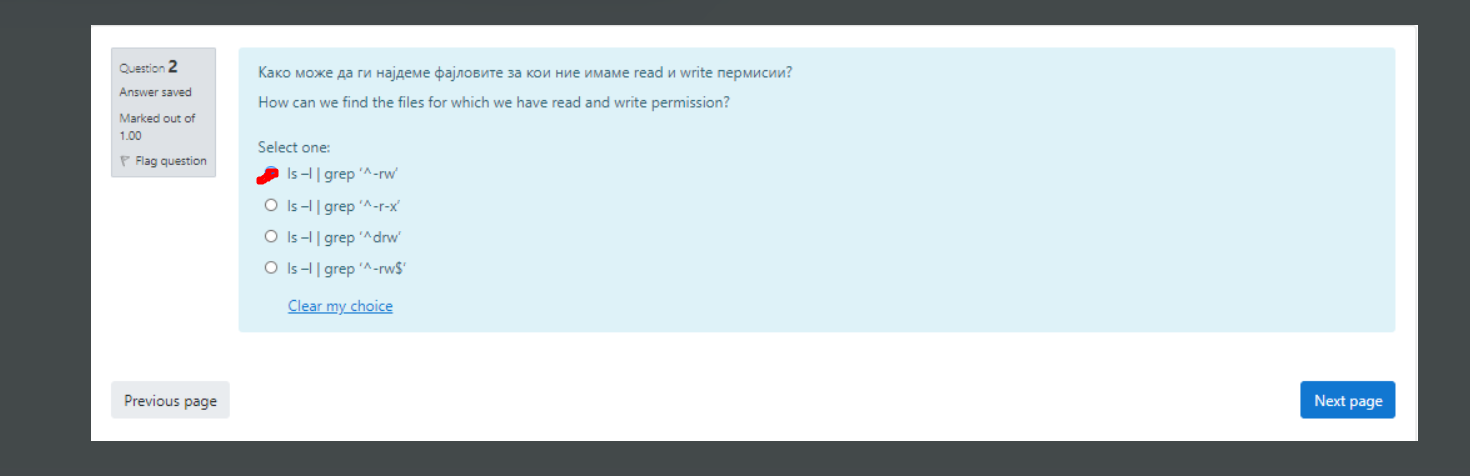 Question 2
Answer saved
Marked out of
1.00
Flag question
Како може да ги најдеме фајловите за кои ние имаме read и write пермисии?
How can we find the files for which we have read and write permission?
Select one:
ls –l | grep ‘^-rw’
ls –l | grep ‘^-r-x’
ls –l | grep ‘^drw’
ls –l | grep ‘^-rw$’
Clear my choice
Previous page
Next page